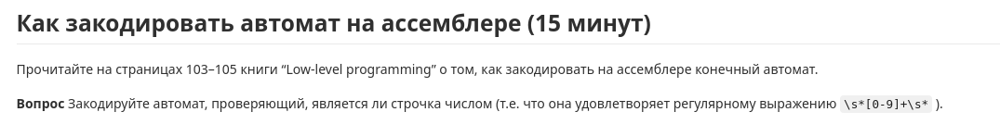 Как закодировать автомат на ассемблере (15 минут)
Прочитайте на страницах 103–105 книги “Low-level programming” о том, как закодировать на ассемблере конечный автомат.
Вопрос Закодируйте автомат, проверяющий, является ли строчка числом (т.е. что она удовлетворяет регулярному выражению \s*[0-9]+\s* ).